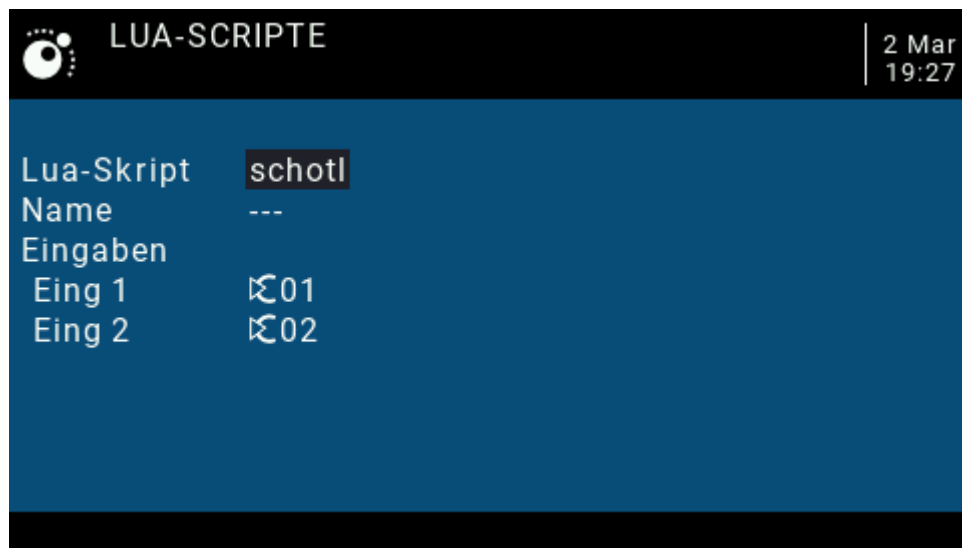 LUA-SCRIPTE
2 Mar
19:27
Lua-Skript schotl
Name ---
Eingaben
Eing 1 01
Eing 2 02